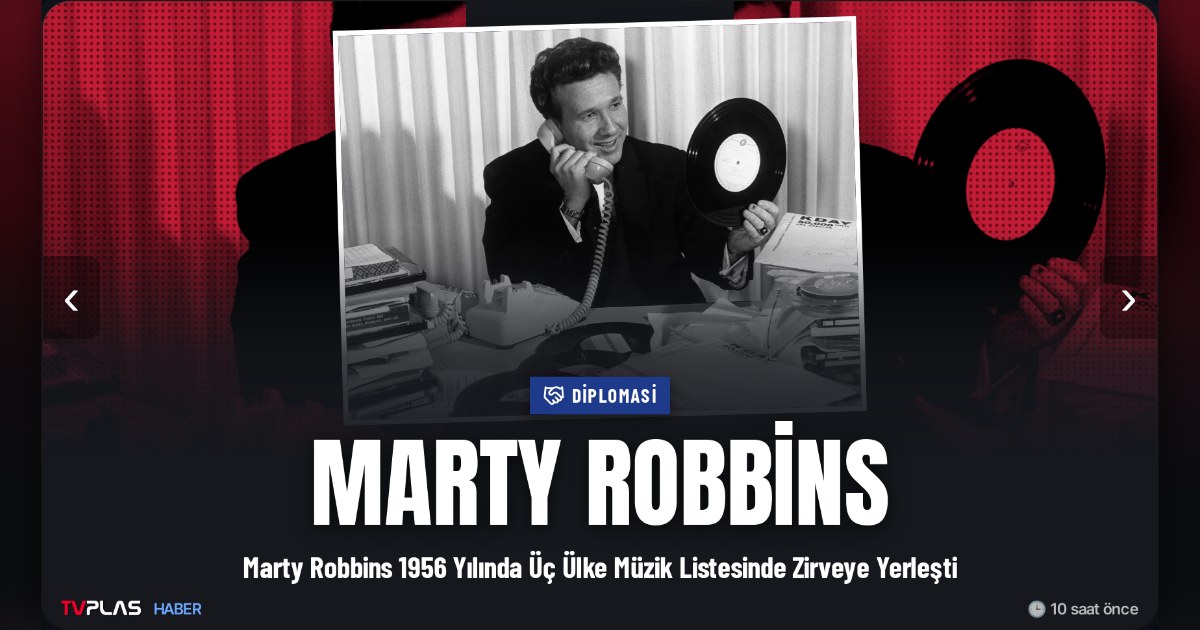 KDAY
DİPLOMASİ
MARTY ROBBİNS
Marty Robbins 1956 Yılında Üç Ülke Müzik Listesinde Zirveye Yerleşti
TVPLAS HABER
10 saat önce